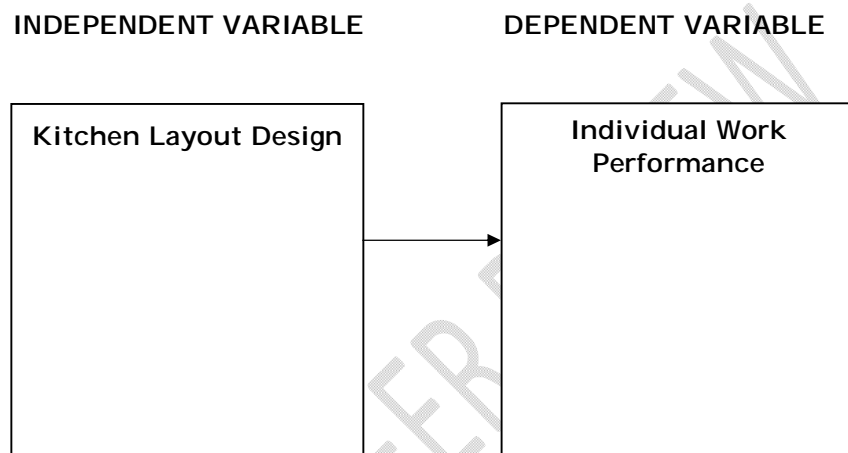 INDEPENDENT VARIABLE
DEPENDENT VARIABLE
Kitchen Layout Design
Individual Work
Performance